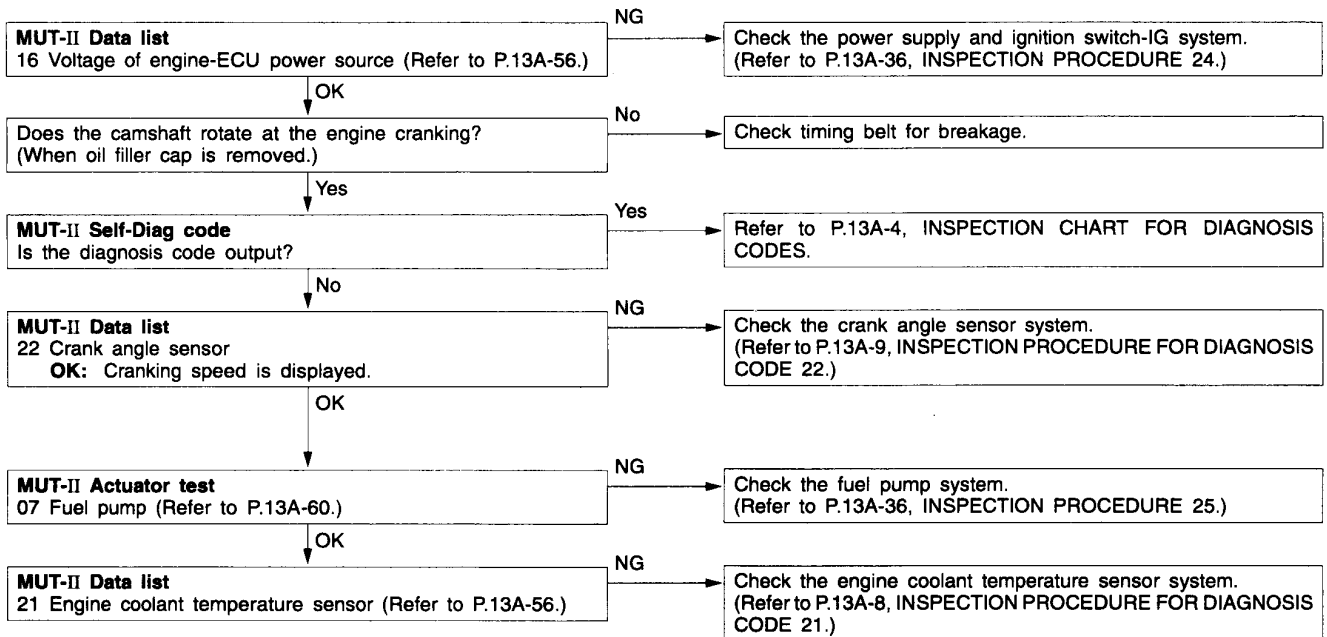 NG
MUT-II Data list
16 Voltage of engine-ECU power source (Refer to P.13A-56.)
Check the power supply and ignition switch-IG system.
(Refer to P.13A-36, INSPECTION PROCEDURE 24.)
OK
No
Does the camshaft rotate at the engine cranking?
(When oil filler cap is removed.)
Check timing belt for breakage.
Yes
Yes
MUT-II Self-Diag code
Is the diagnosis code output?
Refer to P.13A-4, INSPECTION CHART FOR DIAGNOSIS
CODES.
No
NG
MUT-II Data list
22 Crank angle sensor
OK: Cranking speed is displayed.
Check the crank angle sensor system.
(Refer to P.13A-9, INSPECTION PROCEDURE FOR DIAGNOSIS
CODE 22.)
OK
NG
MUT-II Actuator test
07 Fuel pump (Refer to P.13A-60.)
Check the fuel pump system.
(Refer to P.13A-36, INSPECTION PROCEDURE 25.)
OK
NG
MUT-II Data list
21 Engine coolant temperature sensor (Refer to P.13A-56.)
Check the engine coolant temperature sensor system.
(Refer to P.13A-8, INSPECTION PROCEDURE FOR DIAGNOSIS
CODE 21.)